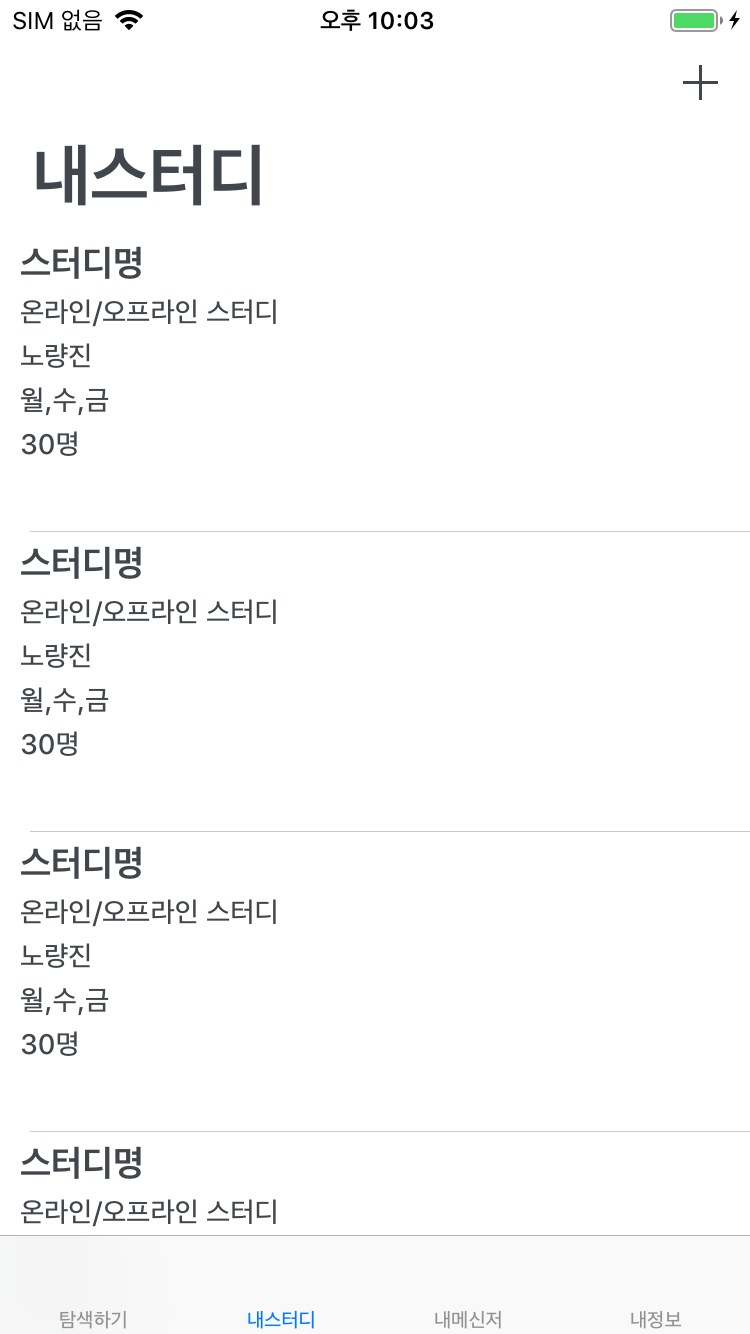 SIM 없음 오후 10:03
내스터디
스터디명
온라인/오프라인 스터디
노량진
월,수,금
30명
스터디명
온라인/오프라인 스터디
노량진
월,수,금
30명
스터디명
온라인/오프라인 스터디
노량진
월,수,금
30명
스터디명
온라인/오프라인 스터디
탐색하기 내스터디 내메신저 내정보